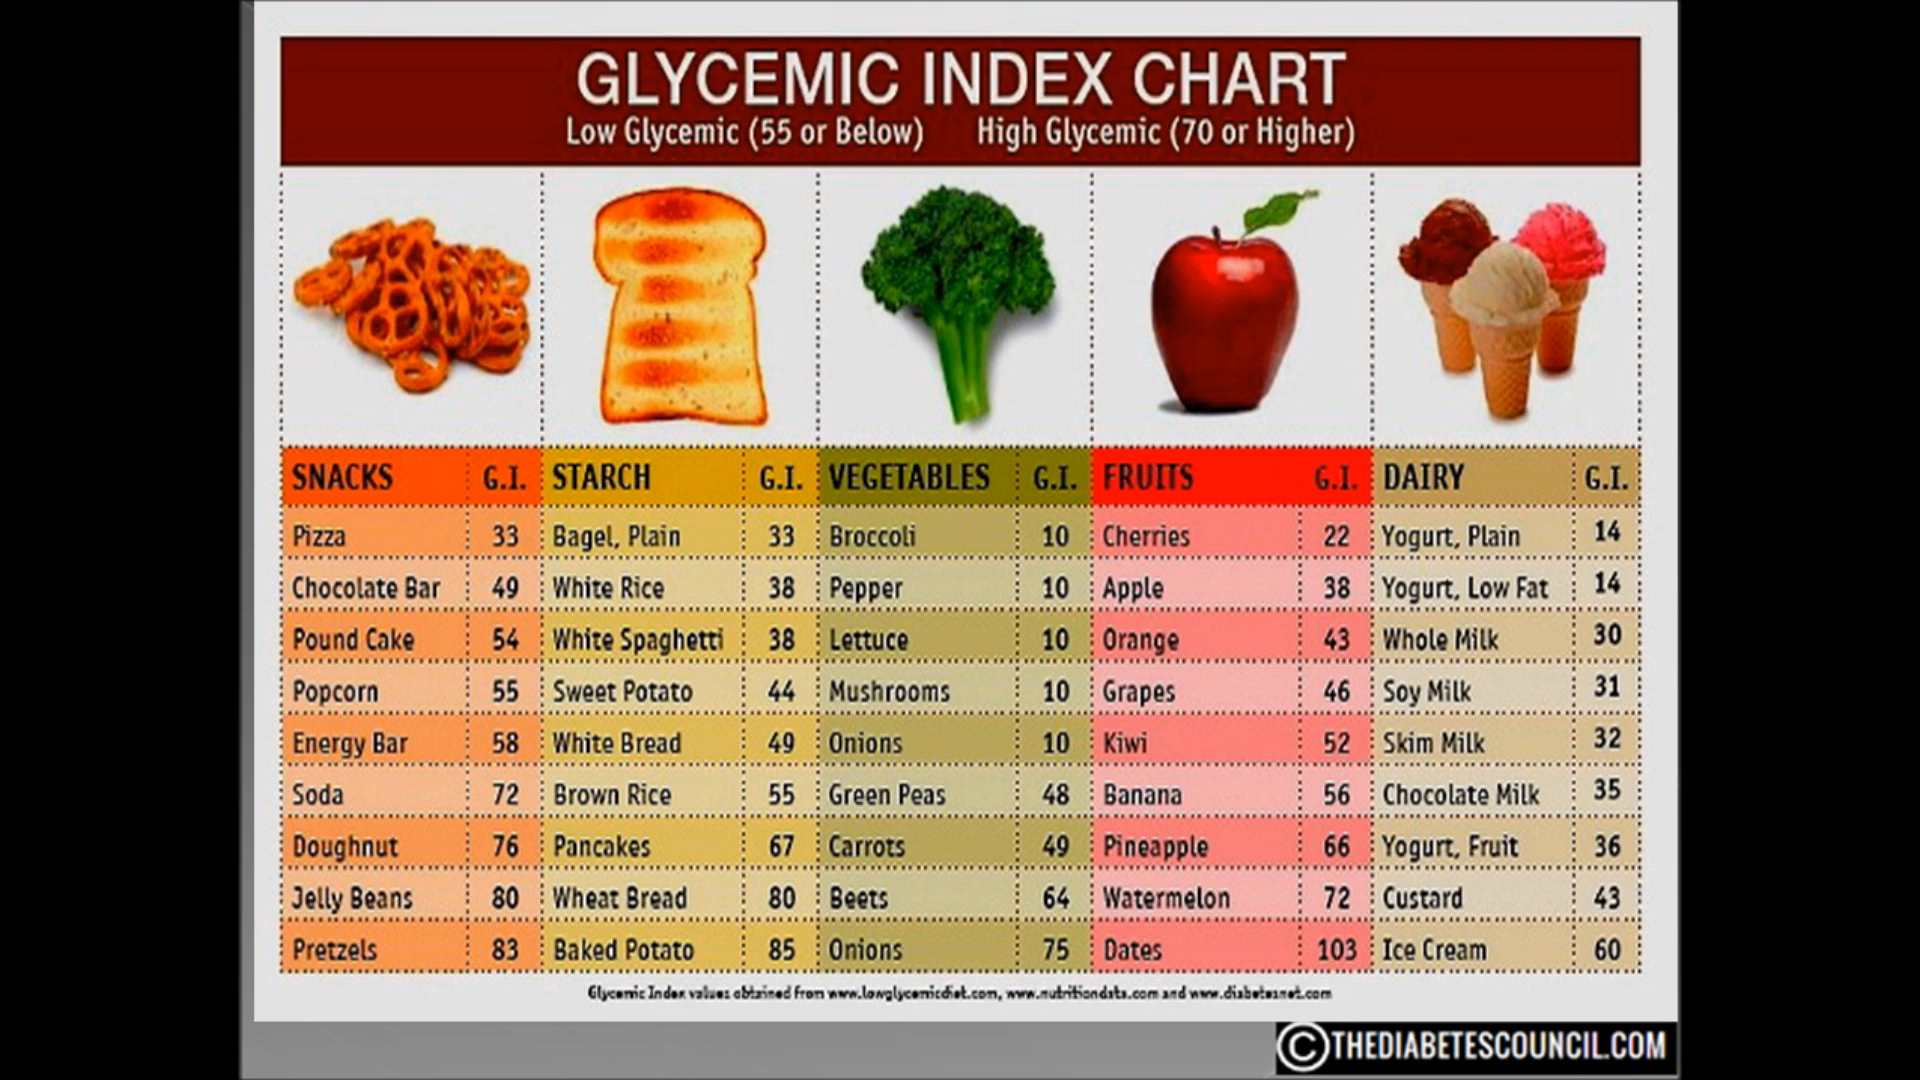 GLYCEMIC INDEX CHART
Low Glycemic (55 or Below) High Glycemic (70 or Higher)
SNACKS G.I. STARCH G.I. VEGETABLES G.I. FRUITS G.I. DAIRY G.I.
Pizza 33 Bagel, Plain 33 Broccoli 10 Cherries 22 Yogurt, Plain 14
Chocolate Bar 49 White Rice 38 Pepper 10 Apple 38 Yogurt, Low Fat 14
Pound Cake 54 White Spaghetti 38 Lettuce 10 Orange 43 Whole Milk 30
Popcorn 55 Sweet Potato 44 Mushrooms 10 Grapes 46 Soy Milk 31
Energy Bar 58 White Bread 49 Onions 10 Kiwi 52 Skim Milk 32
Soda 72 Brown Rice 55 Green Peas 48 Banana 56 Chocolate Milk 35
Doughnut 76 Pancakes 67 Carrots 49 Pineapple 66 Yogurt, Fruit 36
Jelly Beans 80 Wheat Bread 80 Beets 64 Watermelon 72 Custard 43
Pretzels 83 Baked Potato 85 Onions 75 Dates 103 Ice Cream 60
Glycemic Index values obtained from www.lowglycemicdiet.com, www.nutritiondata.com and www.diabetesnet.com
©THEDIABETESCOUNCIL.COM